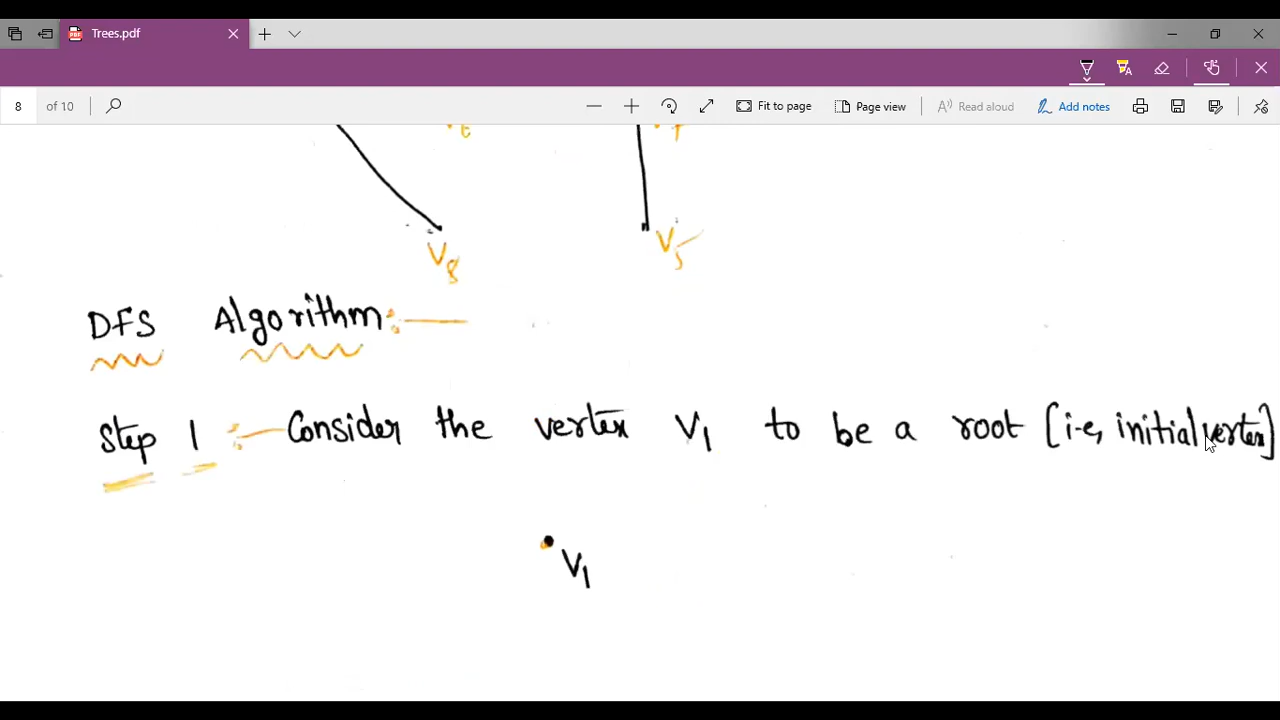 Trees.pdf
8 of 10 Fit to page Page view Read aloud Add notes
V8
V5
DFS Algorithm:—
Step 1 :— Consider the vertex V1 to be a root [i-e, initial vertex]
V1